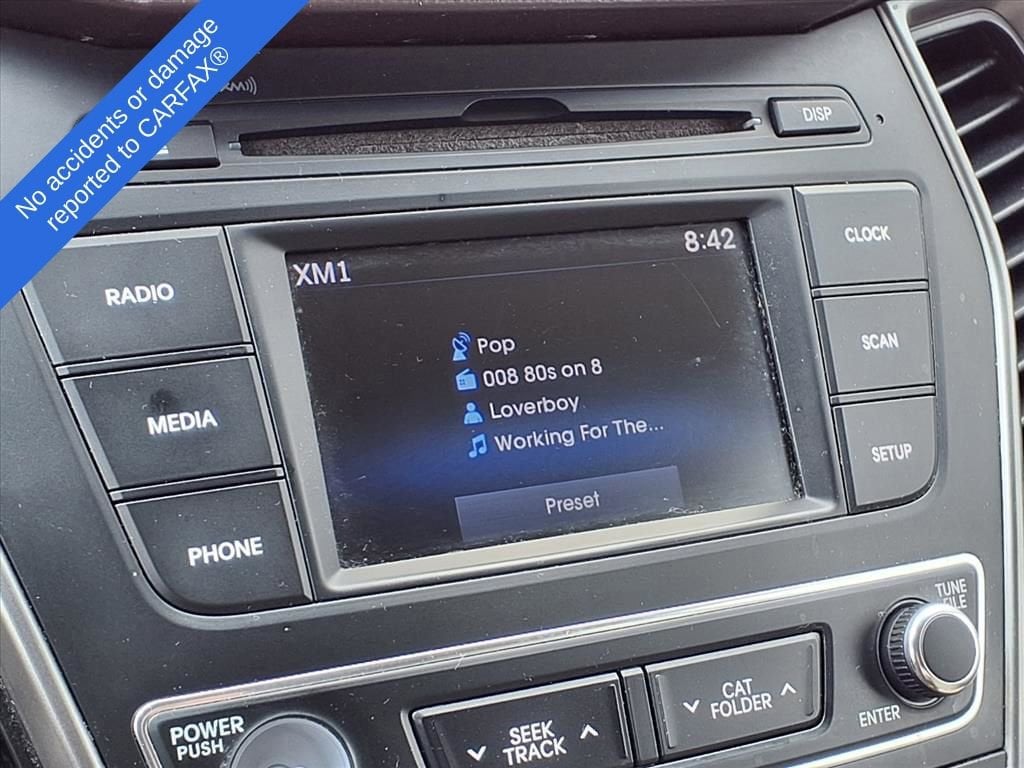 No accidents or damage
reported to CARFAX®
XM))
DISP
XM1
8:42
RADIO
MEDIA
PHONE
Pop
008 80s on 8
Loverboy
Working For The...
Preset
CLOCK
SCAN
SETUP
TUNE
ENTER
POWER
PUSH
SEEK
TRACK
CAT
FOLDER